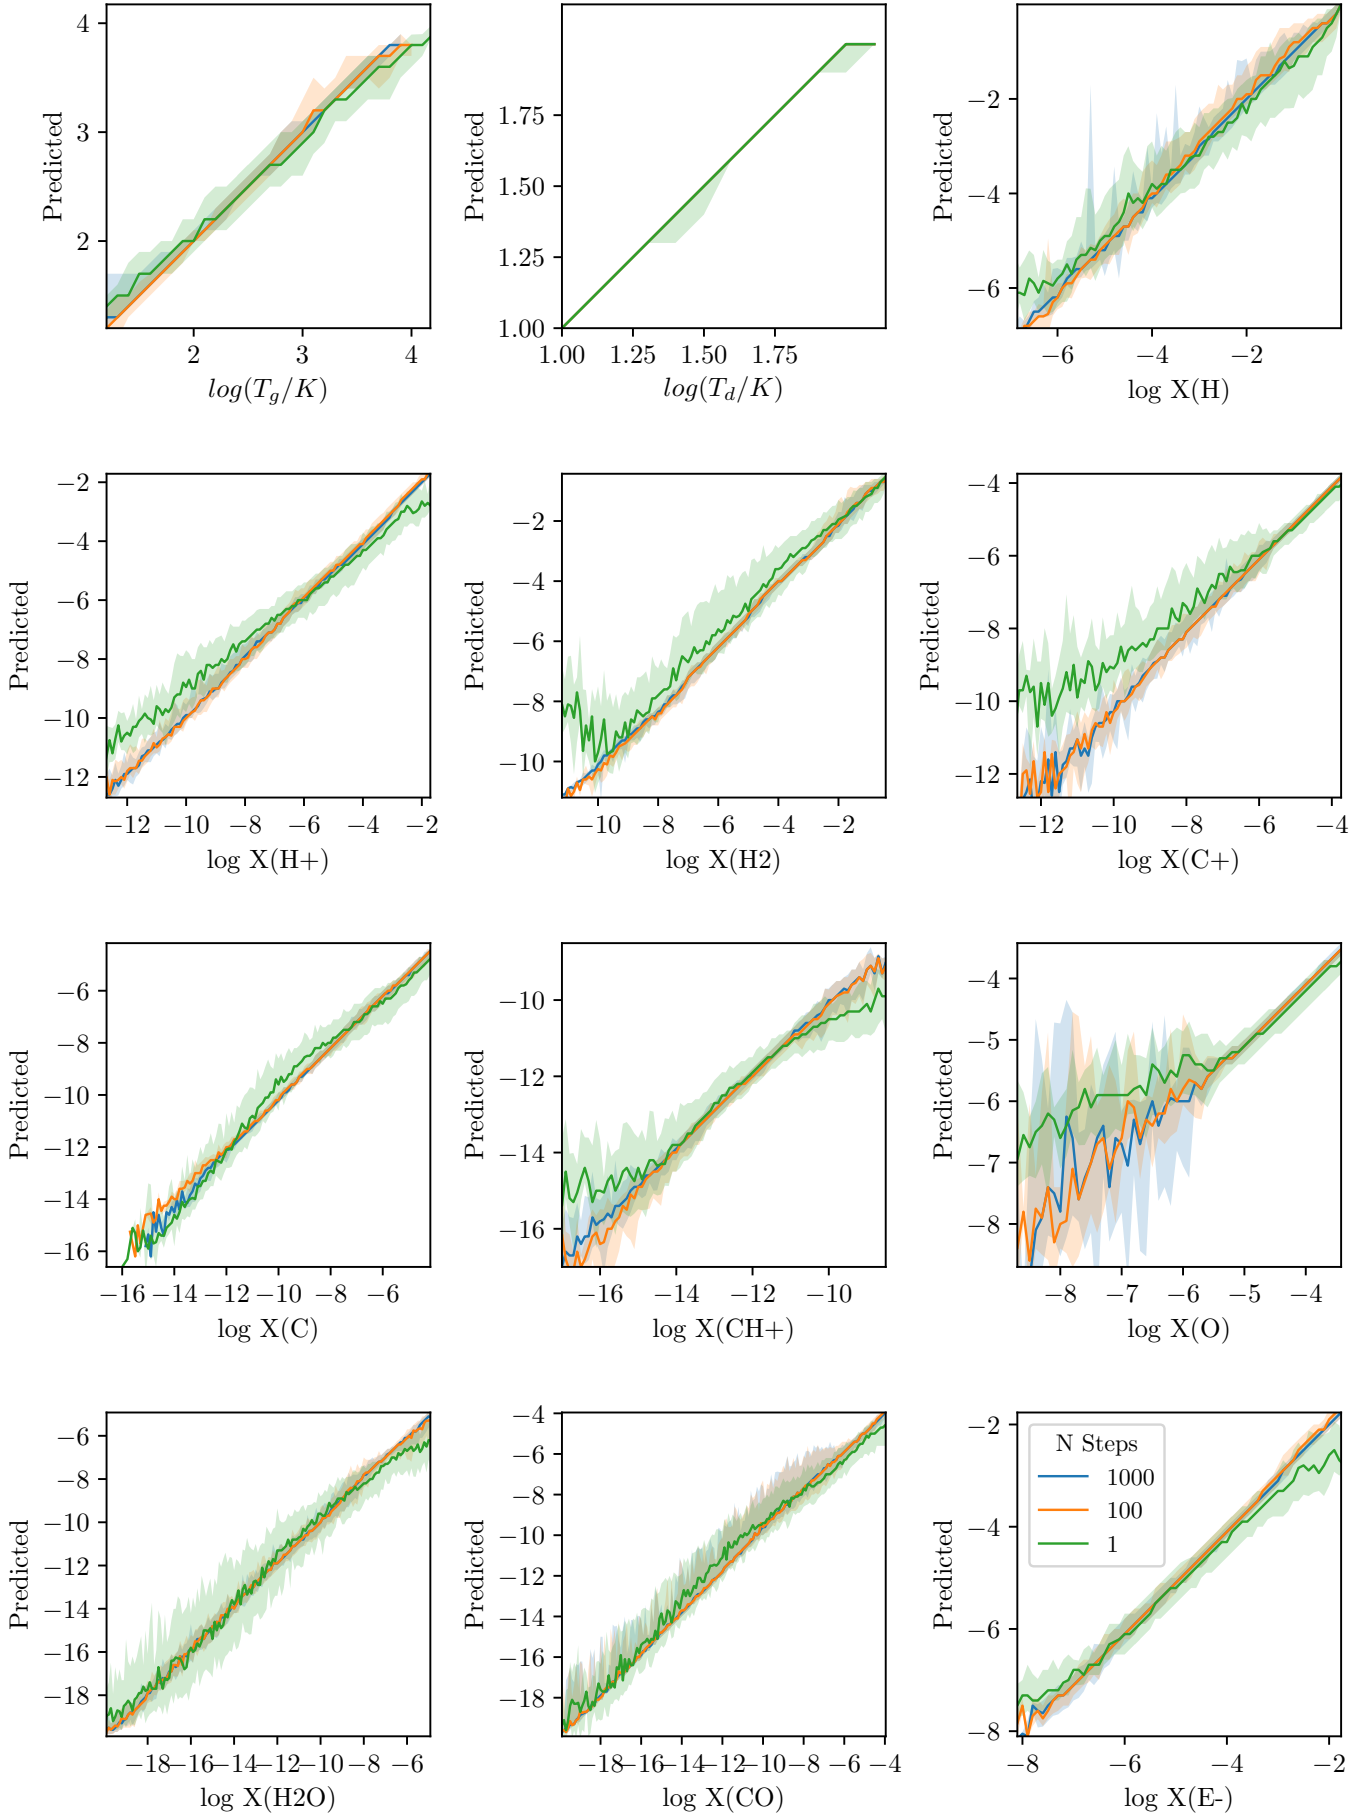 4
3
2
Predicted
2 3 4
log(T_g/K)
1.75
1.50
1.25
1.00
Predicted
1.00 1.25 1.50 1.75
log(T_d/K)
−2
−4
−6
Predicted
−6 −4 −2
log X(H)
−2
−4
−6
−8
−10
−12
Predicted
−12 −10 −8 −6 −4 −2
log X(H+)
−2
−4
−6
−8
−10
Predicted
−10 −8 −6 −4 −2
log X(H2)
−4
−6
−8
−10
−12
Predicted
−12 −10 −8 −6 −4
log X(C+)
−6
−8
−10
−12
−14
−16
Predicted
−16 −14 −12 −10 −8 −6
log X(C)
−10
−12
−14
−16
Predicted
−16 −14 −12 −10
log X(CH+)
−4
−5
−6
−7
−8
Predicted
−8 −7 −6 −5 −4
log X(O)
−6
−8
−10
−12
−14
−16
−18
Predicted
−18 −16 −14 −12 −10 −8 −6
log X(H2O)
−4
−6
−8
−10
−12
−14
−16
−18
Predicted
−18 −16 −14 −12 −10 −8 −6 −4
log X(CO)
−2
−4
−6
−8
Predicted
N Steps
1000
100
1
−8 −6 −4 −2
log X(E-)